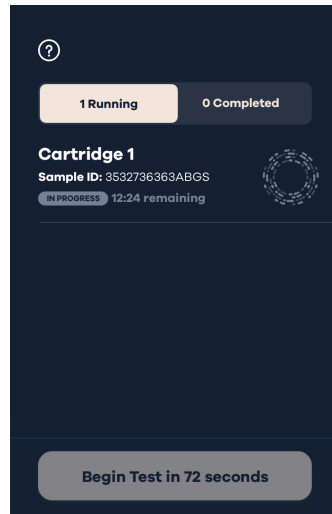 ?
1 Running
0 Completed
Cartridge 1
Sample ID: 3532736363ABGS
IN PROGRESS 12:24 remaining
Begin Test in 72 seconds